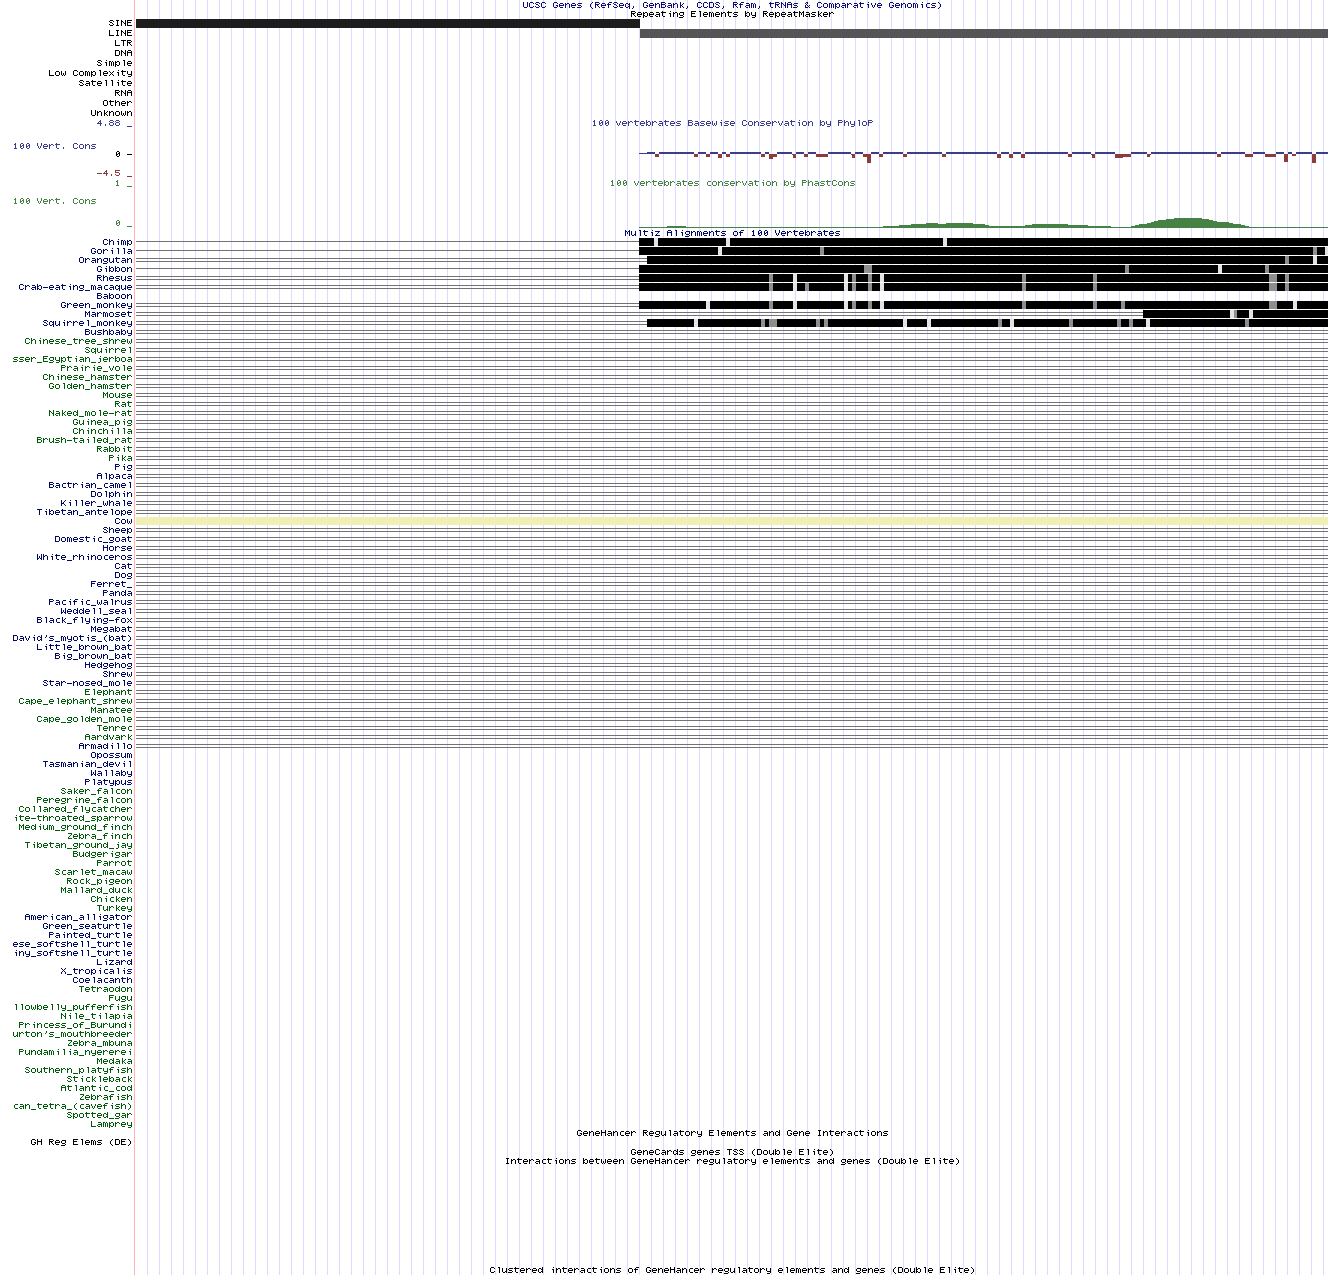 UCSC Genes (RefSeq, GenBank, CCDS, Rfam, tRNAs & Comparative Genomics)
Repeating Elements by RepeatMasker
SINE
LINE
LTR
DNA
Simple
Low Complexity
Satellite
RNA
Other
Unknown
100 vertebrates Basewise Conservation by PhyloP
4.88 _
100 Vert. Cons
0 -
-4.5 _
100 vertebrates conservation by PhastCons
1 _
100 Vert. Cons
0 _
Multiz Alignments of 100 Vertebrates
Chimp
Gorilla
Orangutan
Gibbon
Rhesus
Crab-eating_macaque
Baboon
Green_monkey
Marmoset
Squirrel_monkey
Bushbaby
Chinese_tree_shrew
Squirrel
sser_Egyptian_jerboa
Prairie_vole
Chinese_hamster
Golden_hamster
Mouse
Rat
Naked_mole-rat
Guinea_pig
Chinchilla
Brush-tailed_rat
Rabbit
Pika
Pig
Alpaca
Bactrian_camel
Dolphin
Killer_whale
Tibetan_antelope
Cow
Sheep
Domestic_goat
Horse
White_rhinoceros
Cat
Dog
Ferret_
Panda
Pacific_walrus
Weddell_seal
Black_flying-fox
Megabat
David's_myotis_(bat)
Little_brown_bat
Big_brown_bat
Hedgehog
Shrew
Star-nosed_mole
Elephant
Cape_elephant_shrew
Manatee
Cape_golden_mole
Tenrec
Aardvark
Armadillo
Opossum
Tasmanian_devil
Wallaby
Platypus
Saker_falcon
Peregrine_falcon
Collared_flycatcher
ite-throated_sparrow
Medium_ground_finch
Zebra_finch
Tibetan_ground_jay
Budgerigar
Parrot
Scarlet_macaw
Rock_pigeon
Mallard_duck
Chicken
Turkey
American_alligator
Green_seaturtle
Painted_turtle
ese_softshell_turtle
iny_softshell_turtle
Lizard
X_tropicalis
Coelacanth
Tetraodon
Fugu
llowbelly_pufferfish
Nile_tilapia
Princess_of_Burundi
urton's_mouthbreeder
Zebra_mbuna
Pundamilia_nyererei
Medaka
Southern_platyfish
Stickleback
Atlantic_cod
Zebrafish
can_tetra_(cavefish)
Spotted_gar
Lamprey
GeneHancer Regulatory Elements and Gene Interactions
GH Reg Elems (DE)
GeneCards genes TSS (Double Elite)
Interactions between GeneHancer regulatory elements and genes (Double Elite)
Clustered interactions of GeneHancer regulatory elements and genes (Double Elite)